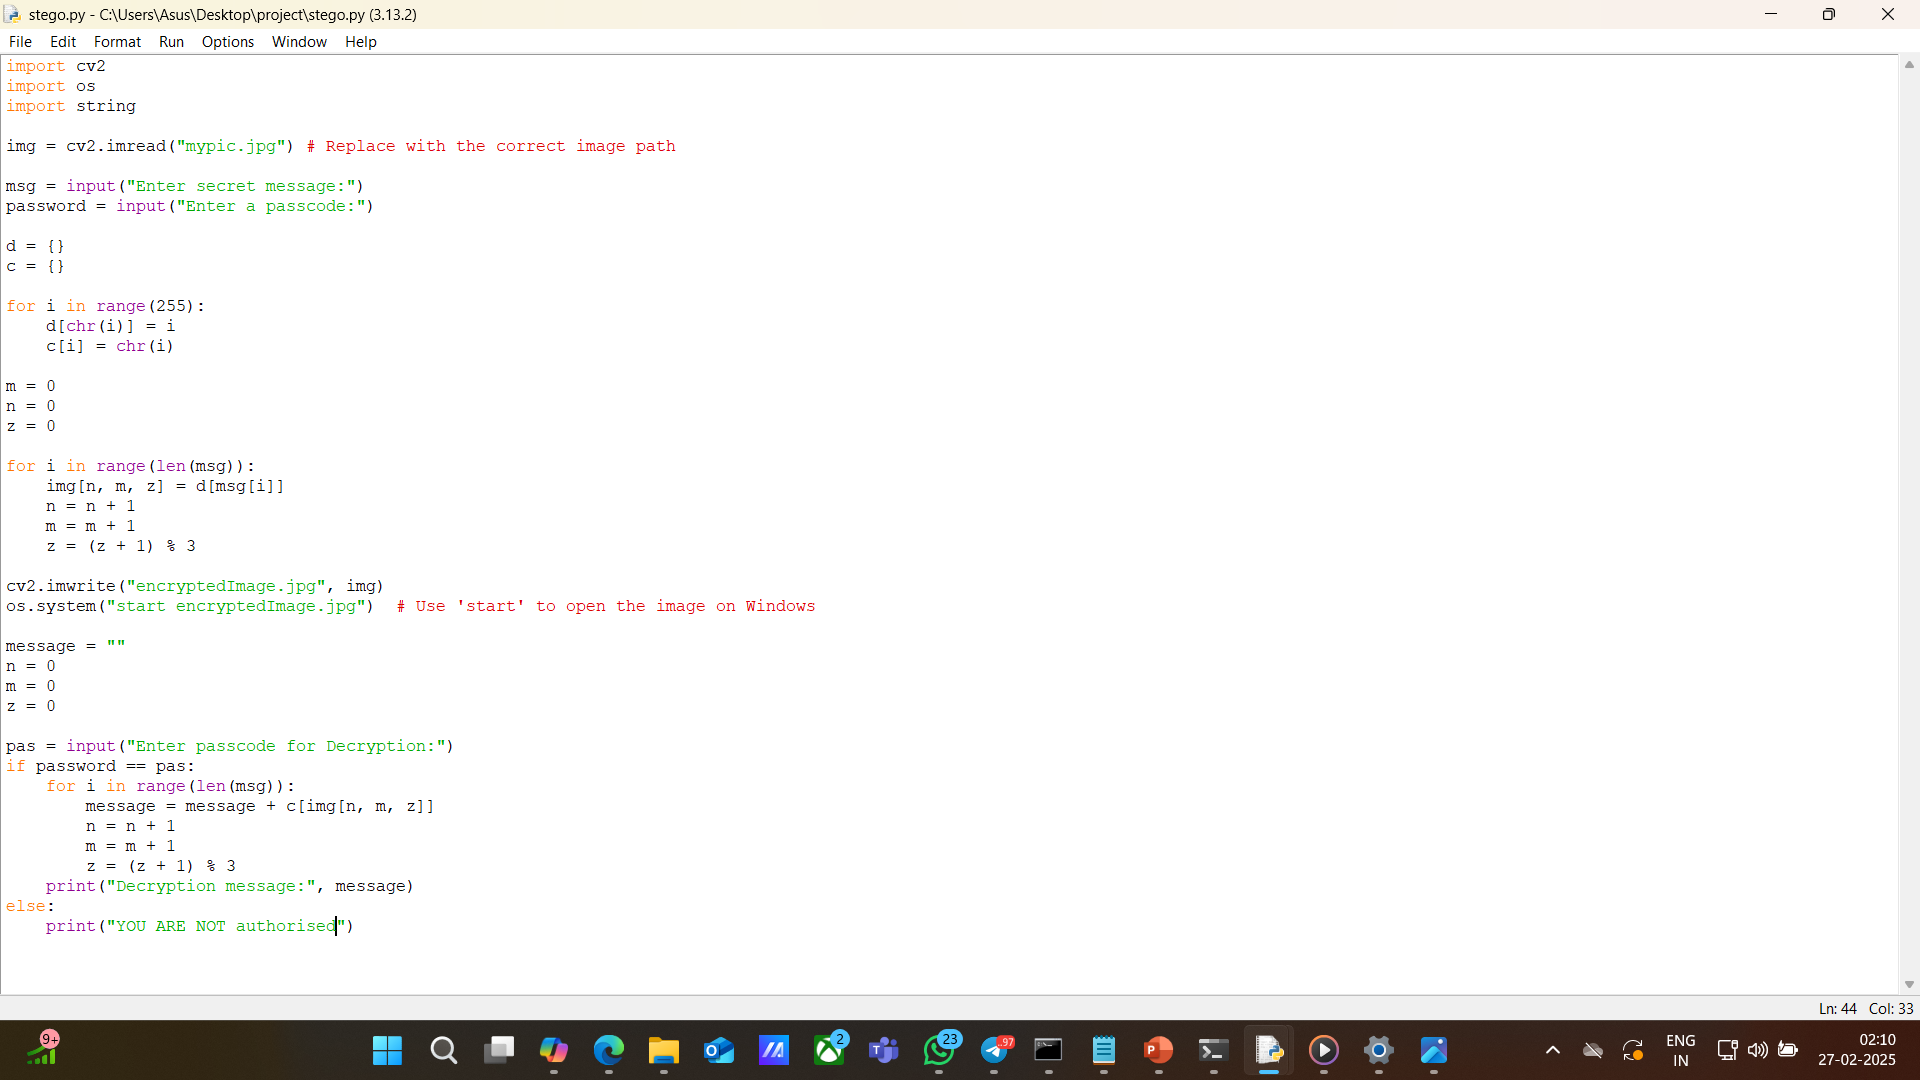 stego.py - C:\Users\Asus\Desktop\project\stego.py (3.13.2)
File Edit Format Run Options Window Help
import cv2
import os
import string

img = cv2.imread("mypic.jpg") # Replace with the correct image path

msg = input("Enter secret message:")
password = input("Enter a passcode:")

d = {}
c = {}

for i in range(255):
    d[chr(i)] = i
    c[i] = chr(i)

m = 0
n = 0
z = 0

for i in range(len(msg)):
    img[n, m, z] = d[msg[i]]
    n = n + 1
    m = m + 1
    z = (z + 1) % 3

cv2.imwrite("encryptedImage.jpg", img)
os.system("start encryptedImage.jpg")  # Use 'start' to open the image on Windows

message = ""
n = 0
m = 0
z = 0

pas = input("Enter passcode for Decryption:")
if password == pas:
    for i in range(len(msg)):
        message = message + c[img[n, m, z]]
        n = n + 1
        m = m + 1
        z = (z + 1) % 3
    print("Decryption message:", message)
else:
    print("YOU ARE NOT authorised")
Ln: 44 Col: 33
9+
2
23
.97
ENG
IN
02:10
27-02-2025